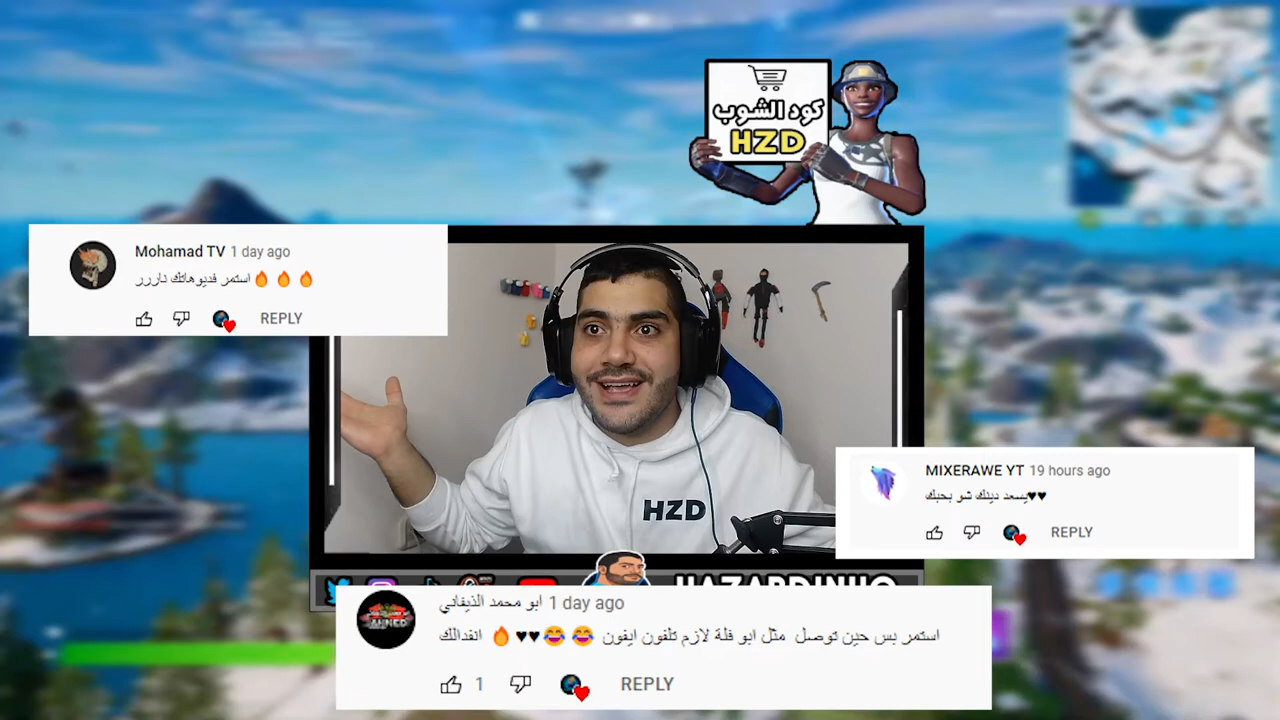 كود الشوب
HZD
Mohamad TV 1 day ago
استمر فديوهاتك نااررر🔥🔥🔥
REPLY
HZD
MIXERAWE YT 19 hours ago
يسعد دينك شو بحبك♥♥
REPLY
HAZARDINHO
ابو محمد الذيفاني 1 day ago
استمر بس حين توصل مثل ابو فلة لازم تلفون ايفون 😂😂♥♥🔥 اتفدالك
1 REPLY